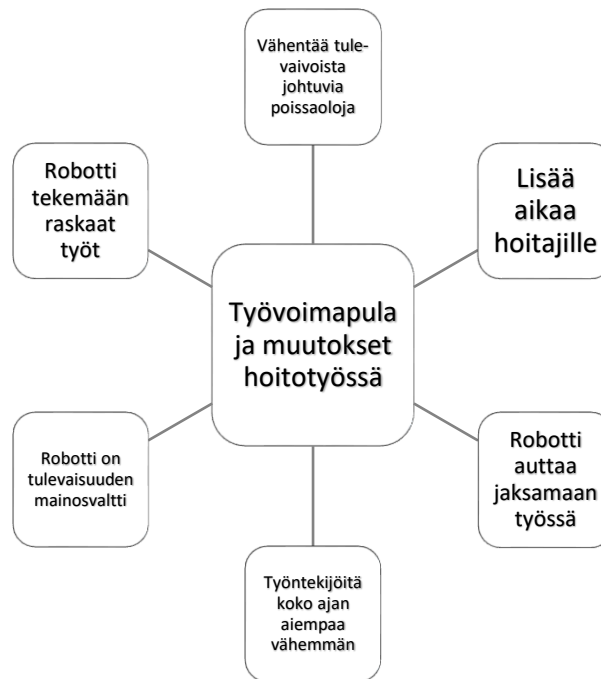 Vähentää tule-
vaivoista
johtuvia
poissaoloja
Robotti
tekemään
raskaat
työt
Lisää
aikaa
hoitajille
Työvoimapula
ja muutokset
hoitotyössä
Robotti on
tulevaisuuden
mainosvaltti
Robotti
auttaa
jaksamaan
työssä
Työntekijöitä
koko ajan
aiempaa
vähemmän